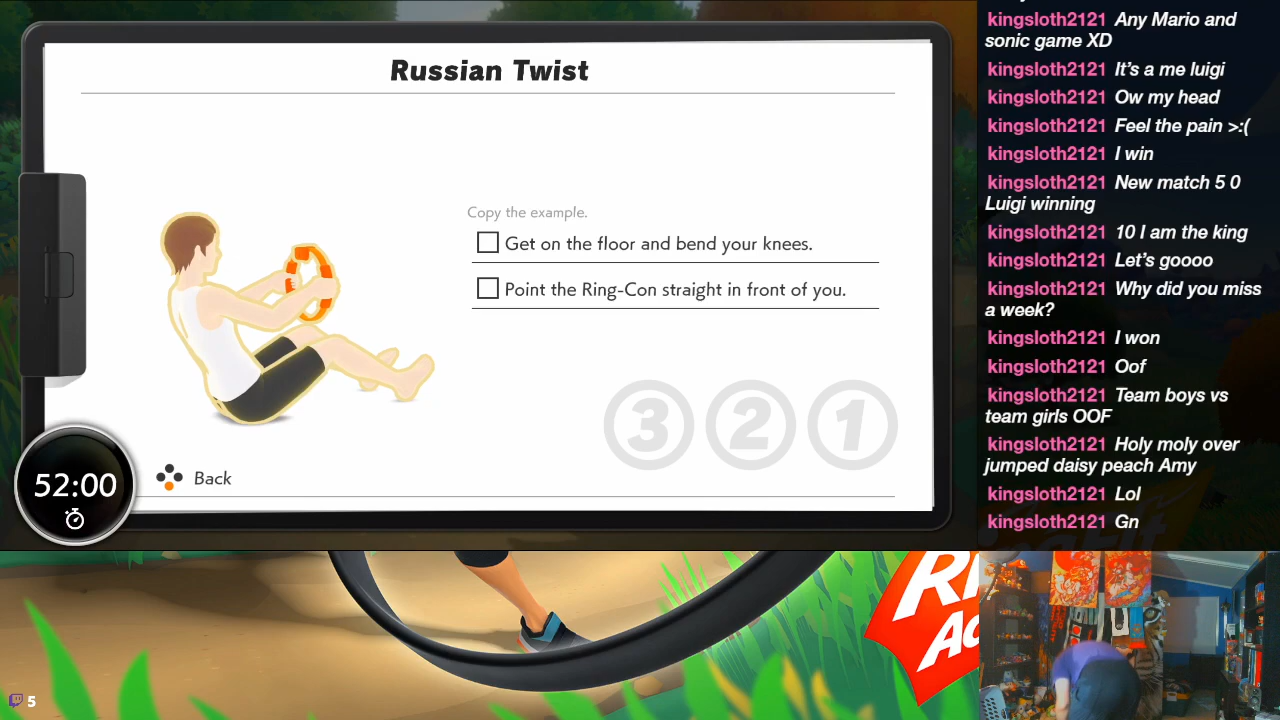 Russian Twist
Copy the example.
Get on the floor and bend your knees.
Point the Ring-Con straight in front of you.
3 2 1
52:00
Back
5
kingsloth2121 Any Mario and
sonic game XD
kingsloth2121 It's a me luigi
kingsloth2121 Ow my head
kingsloth2121 Feel the pain >:(
kingsloth2121 I win
kingsloth2121 New match 5 0
Luigi winning
kingsloth2121 10 I am the king
kingsloth2121 Let's goooo
kingsloth2121 Why did you miss
a week?
kingsloth2121 I won
kingsloth2121 Oof
kingsloth2121 Team boys vs
team girls OOF
kingsloth2121 Holy moly over
jumped daisy peach Amy
kingsloth2121 Lol
kingsloth2121 Gn